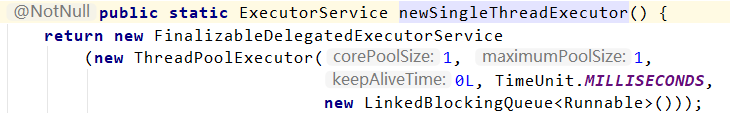 @NotNull public static ExecutorService newSingleThreadExecutor() {
return new FinalizableDelegatedExecutorService
(new ThreadPoolExecutor( corePoolSize: 1, maximumPoolSize: 1,
keepAliveTime: 0L, TimeUnit.MILLISECONDS,
new LinkedBlockingQueue<Runnable>()));